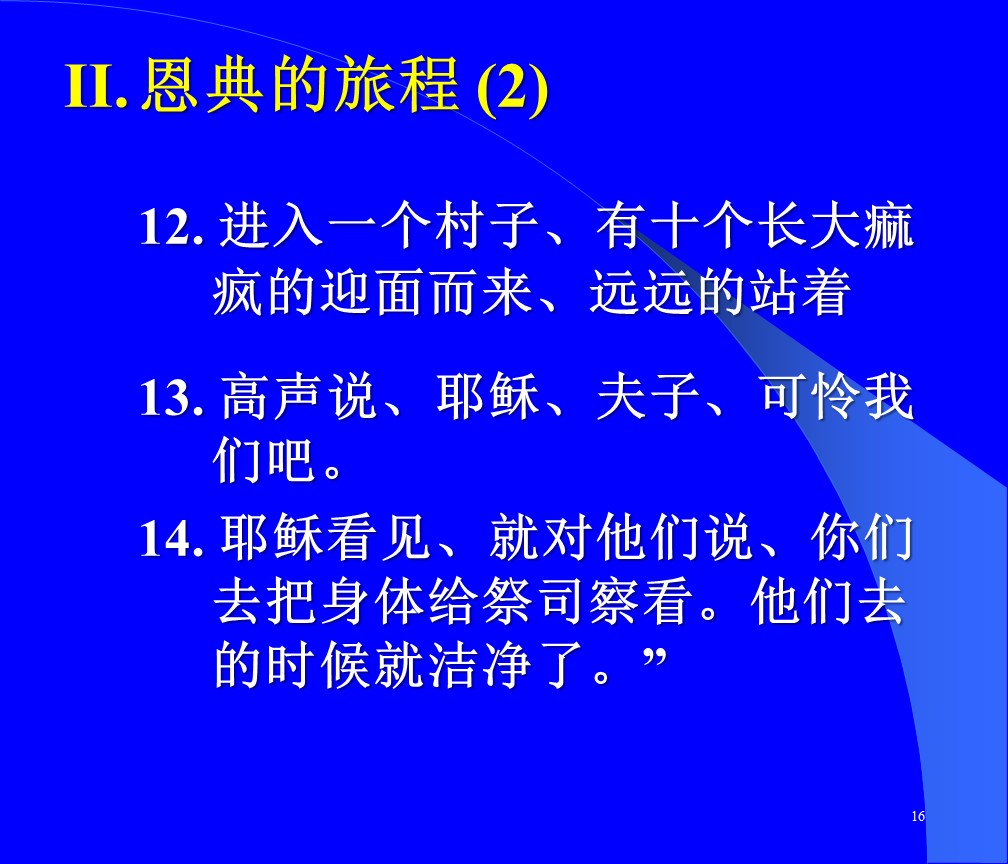 II. 恩典的旅程 (2)
12. 进入一个村子、有十个长大痲
疯的迎面而来、远远的站着
13. 高声说、耶稣、夫子、可怜我
们吧。
14. 耶稣看见、就对他们说、你们
去把身体给祭司察看。他们去
的时候就洁净了。”
16